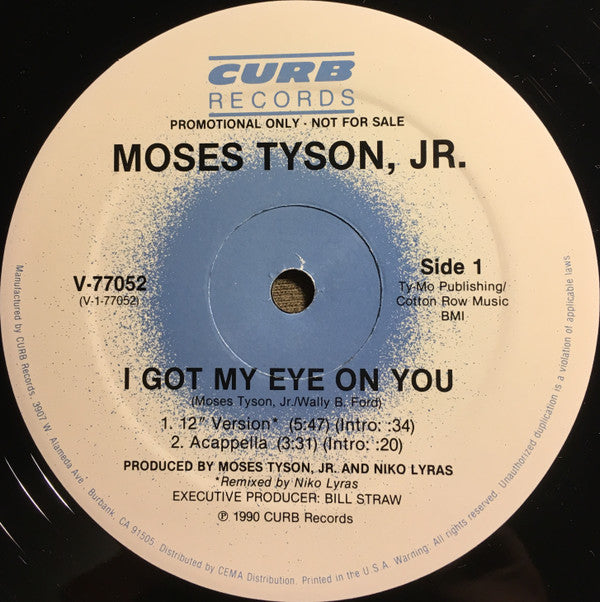 CURB
RECORDS
PROMOTIONAL ONLY · NOT FOR SALE
MOSES TYSON, JR.
V-77052
(V-1-77052)
Side 1
Ty-Mo Publishing/
Cotton Row Music
BMI
I GOT MY EYE ON YOU
(Moses Tyson, Jr./Wally B. Ford)
1. 12" Version* (5:47) (Intro: :34)
2. Acappella (3:31) (Intro: :20)
PRODUCED BY MOSES TYSON, JR. AND NIKO LYRAS
*Remixed by Niko Lyras
EXECUTIVE PRODUCER: BILL STRAW
℗ 1990 CURB Records
Manufactured by CURB Records, 3907 W. Alameda Ave., Burbank, CA 91505. Distributed by CEMA Distribution. Printed in the U.S.A. Warning: All rights reserved. Unauthorized duplication is a violation of applicable laws